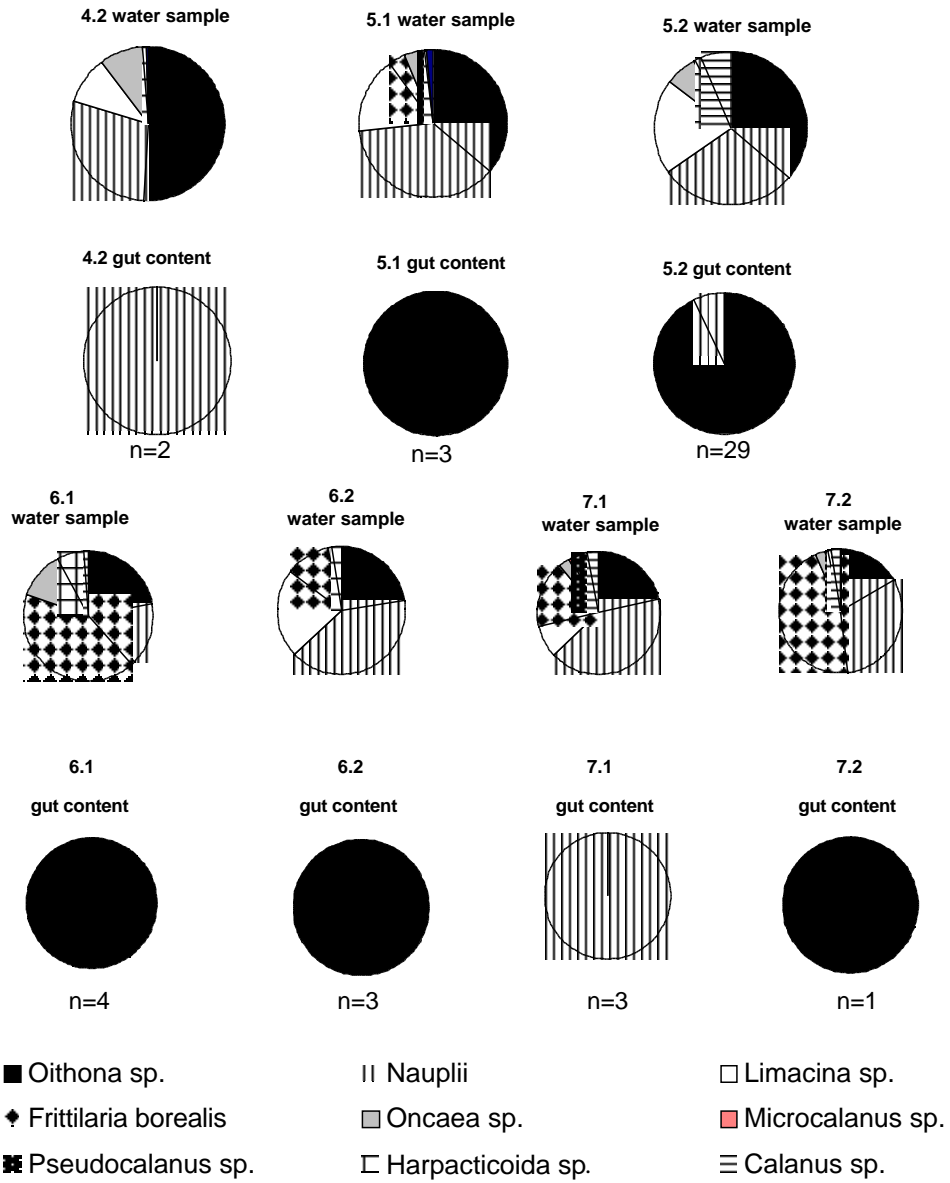 4.2 water sample
5.1 water sample
5.2 water sample
4.2 gut content
5.1 gut content
5.2 gut content
n=2
n=3
n=29
6.1
water sample
6.2
water sample
7.1
water sample
7.2
water sample
6.1
gut content
6.2
gut content
7.1
gut content
7.2
gut content
n=4
n=3
n=3
n=1
Oithona sp.
Nauplii
Limacina sp.
Frittilaria borealis
Oncaea sp.
Microcalanus sp.
Pseudocalanus sp.
Harpacticoida sp.
Calanus sp.